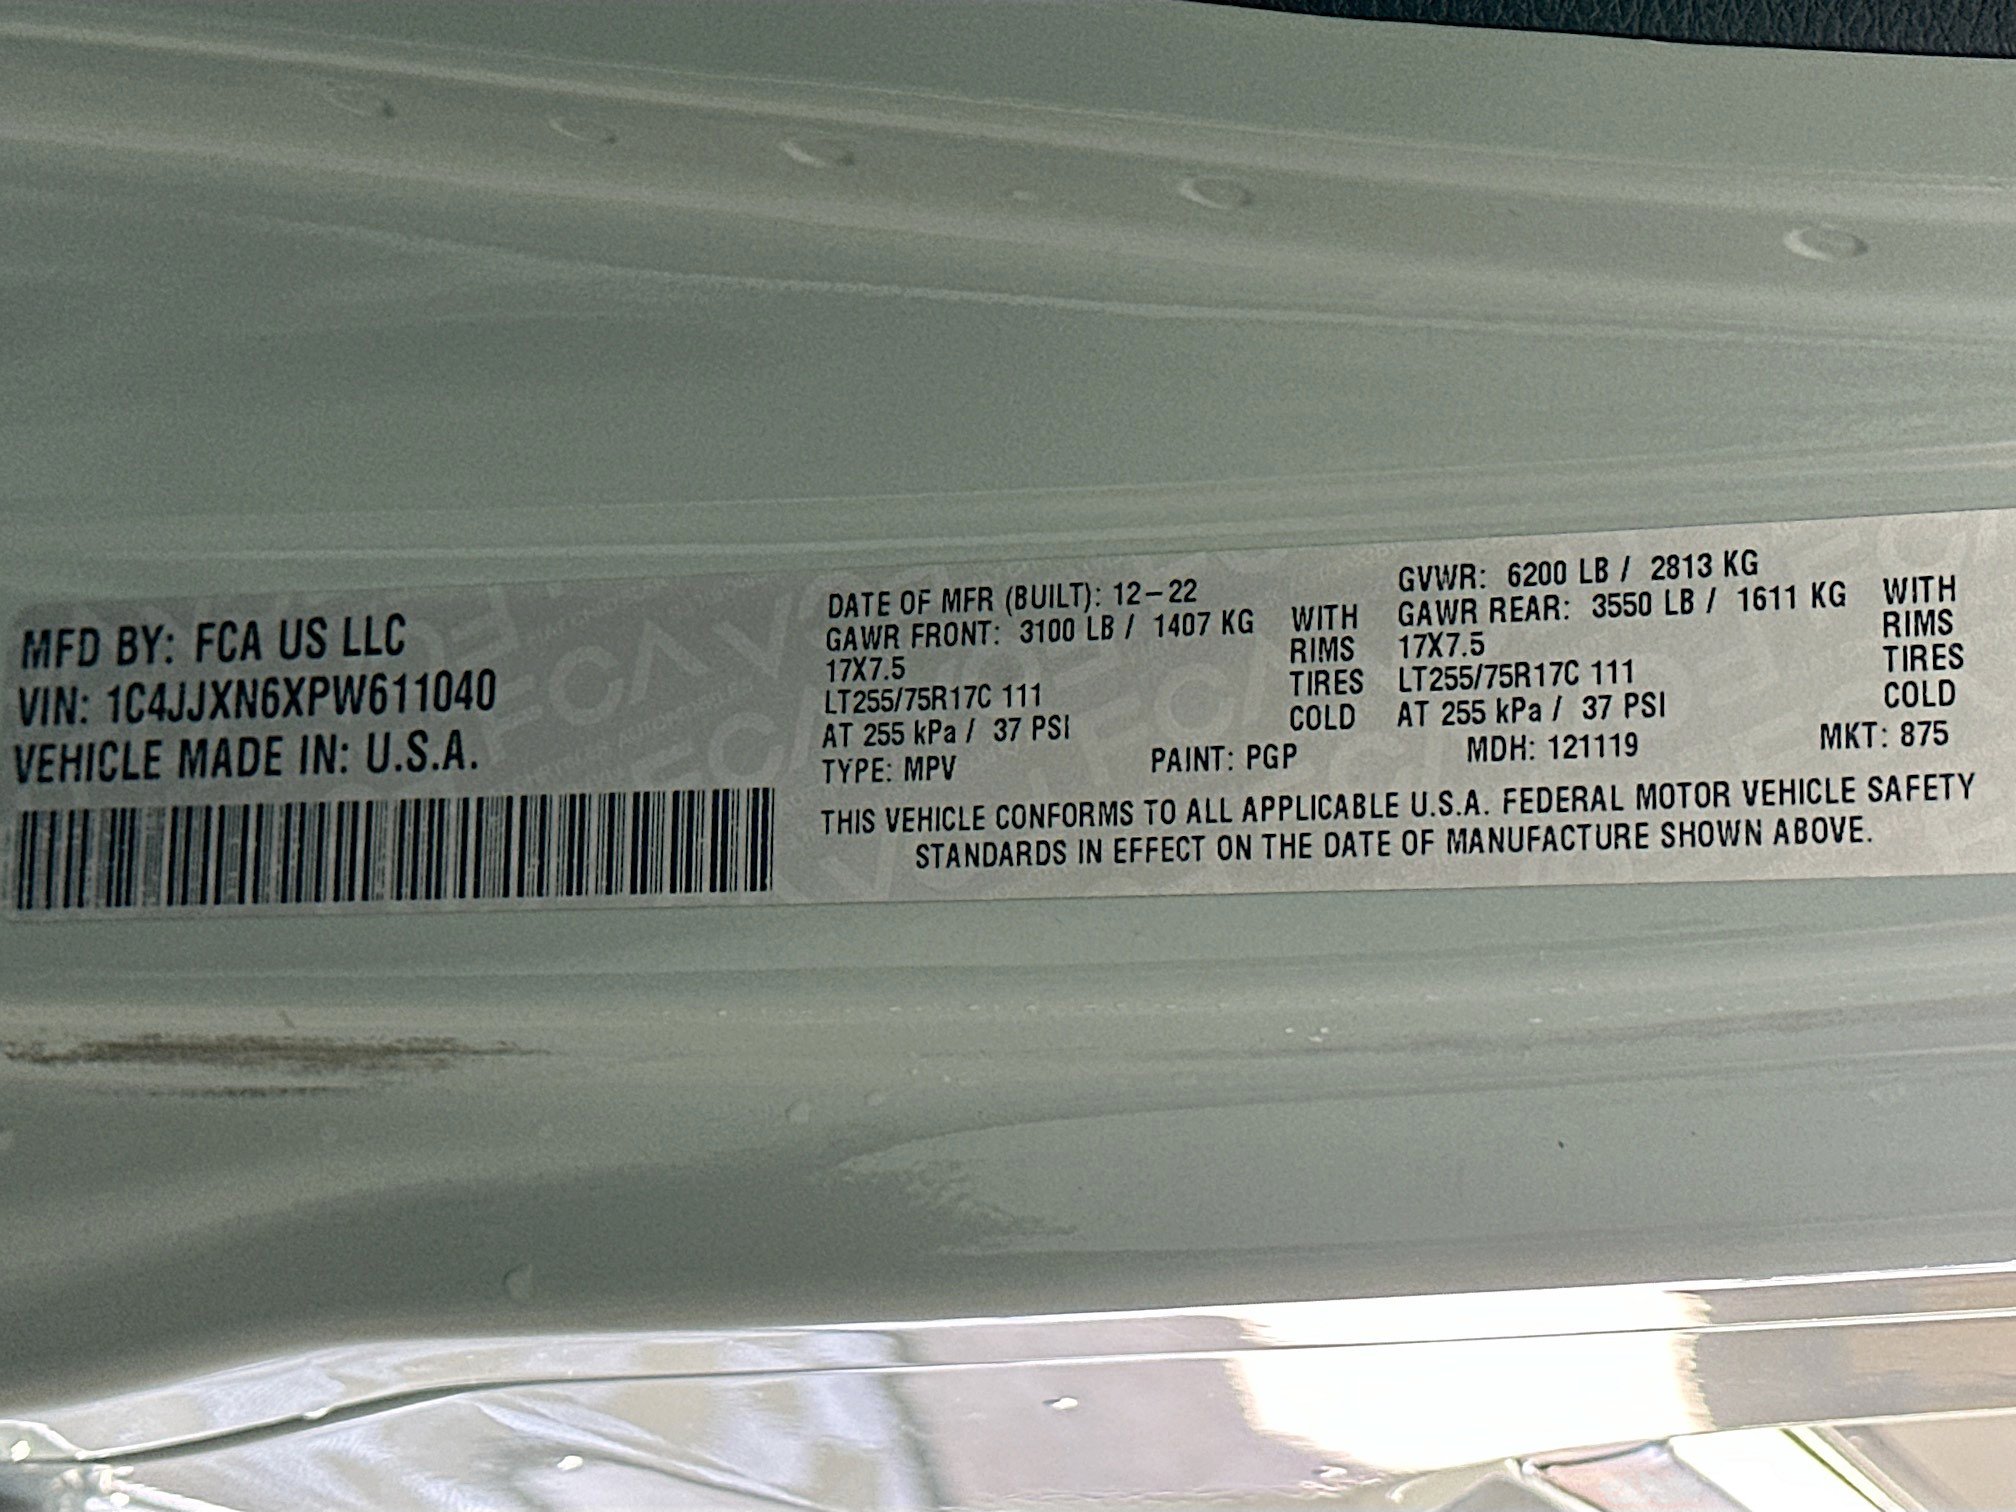 MFD BY: FCA US LLC
VIN: 1C4JJXN6XPW611040
VEHICLE MADE IN: U.S.A.
DATE OF MFR (BUILT): 12-22
GAWR FRONT: 3100 LB / 1407 KG WITH
17X7.5 RIMS
LT255/75R17C 111 TIRES
AT 255 kPa / 37 PSI COLD
GVWR: 6200 LB / 2813 KG
GAWR REAR: 3550 LB / 1611 KG WITH
17X7.5 RIMS
LT255/75R17C 111 TIRES
AT 255 kPa / 37 PSI COLD
TYPE: MPV PAINT: PGP MDH: 121119 MKT: 875
THIS VEHICLE CONFORMS TO ALL APPLICABLE U.S.A. FEDERAL MOTOR VEHICLE SAFETY
STANDARDS IN EFFECT ON THE DATE OF MANUFACTURE SHOWN ABOVE.